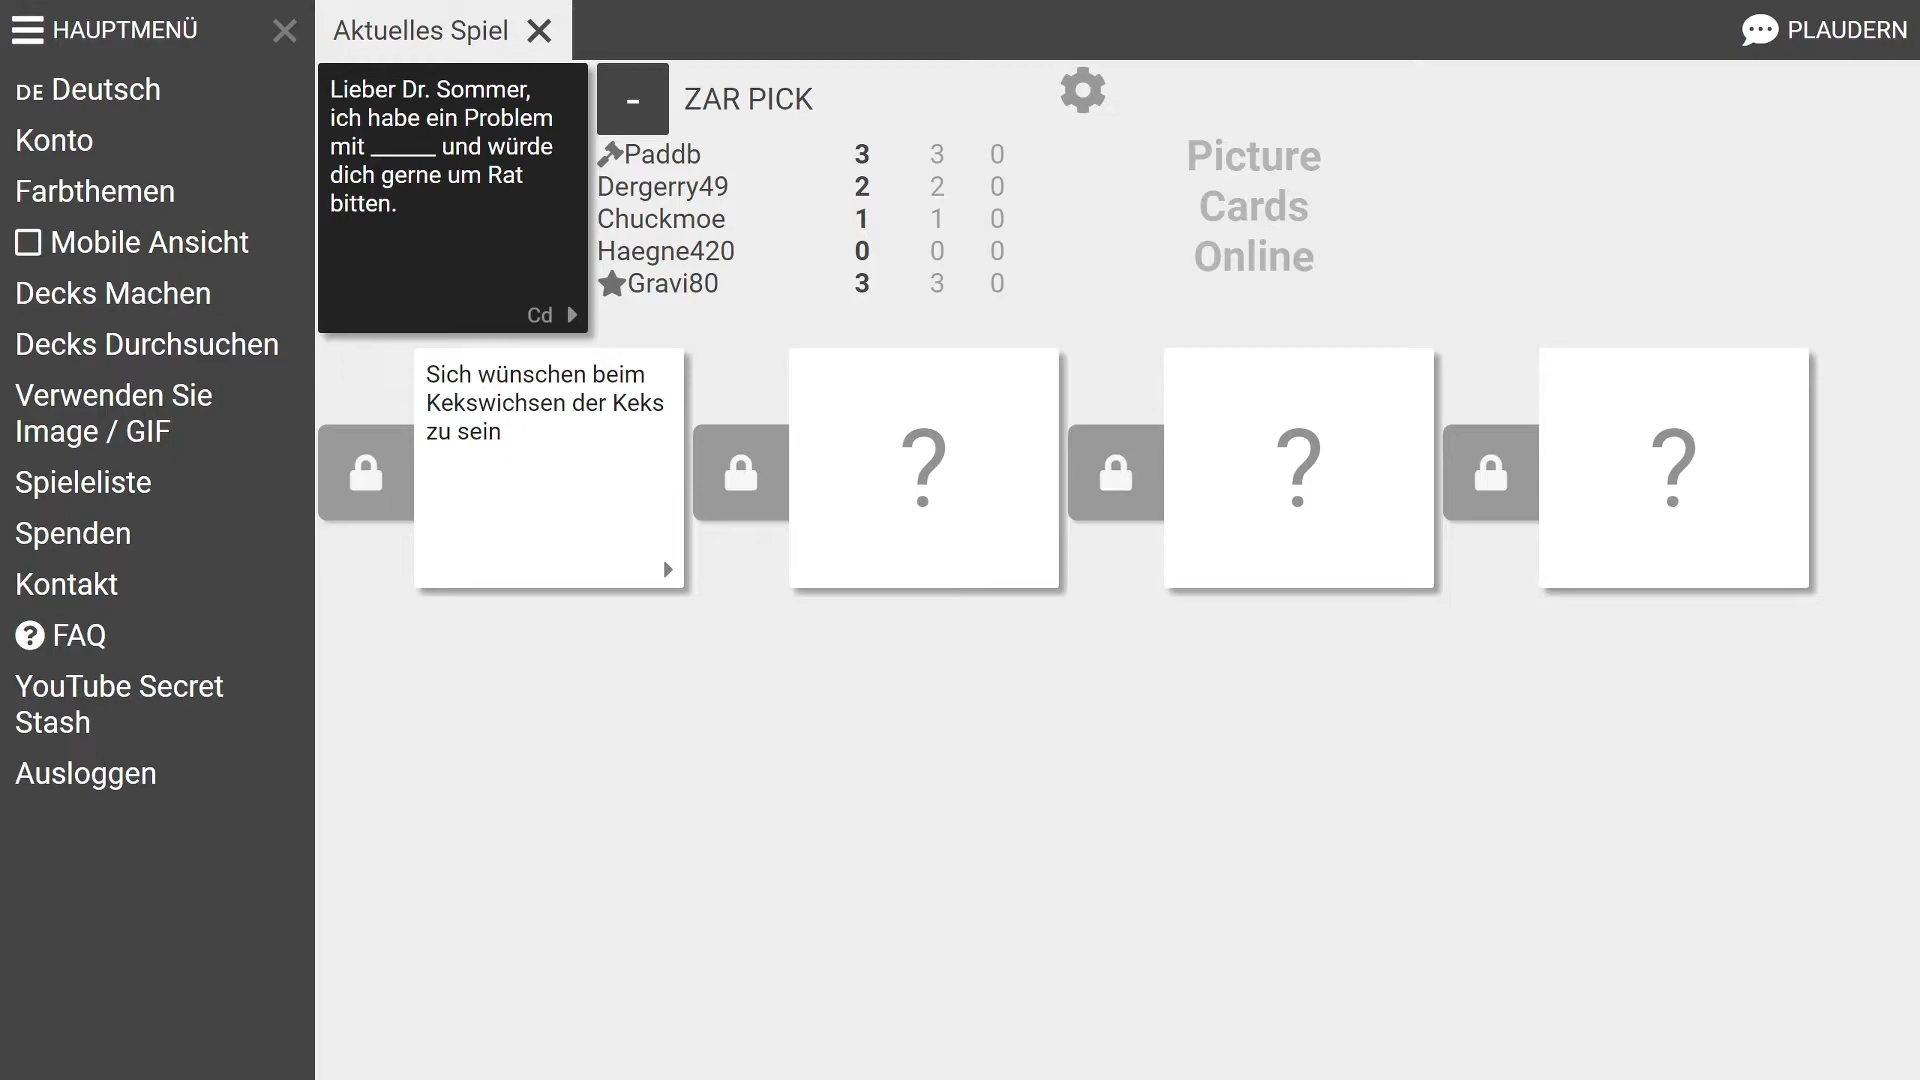 HAUPTMENÜ
DE Deutsch
Konto
Farbthemen
Mobile Ansicht
Decks Machen
Decks Durchsuchen
Verwenden Sie
Image / GIF
Spieleliste
Spenden
Kontakt
? FAQ
YouTube Secret
Stash
Ausloggen
Aktuelles Spiel
PLAUDERN
Lieber Dr. Sommer,
ich habe ein Problem
mit ______ und würde
dich gerne um Rat
bitten.
Cd
-
ZAR PICK
Paddb 3 3 0
Dergerry49 2 2 0
Chuckmoe 1 1 0
Haegne420 0 0 0
Gravi80 3 3 0
Picture
Cards
Online
Sich wünschen beim
Kekswichsen der Keks
zu sein
?
?
?